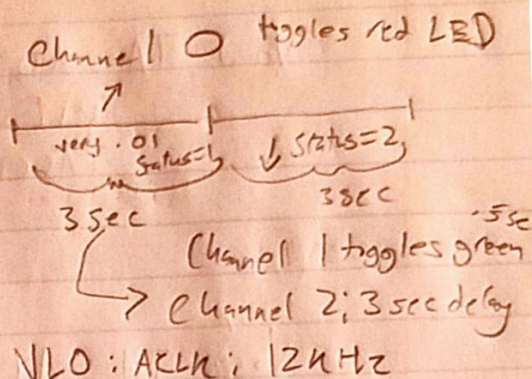 Channel 0 toggles red LED
very .01 status=1 status=2
3 sec 3 sec
.5 se
Channel 1 toggles green
Channel 2; 3 sec delay
VLO: ACLK; 12kHz